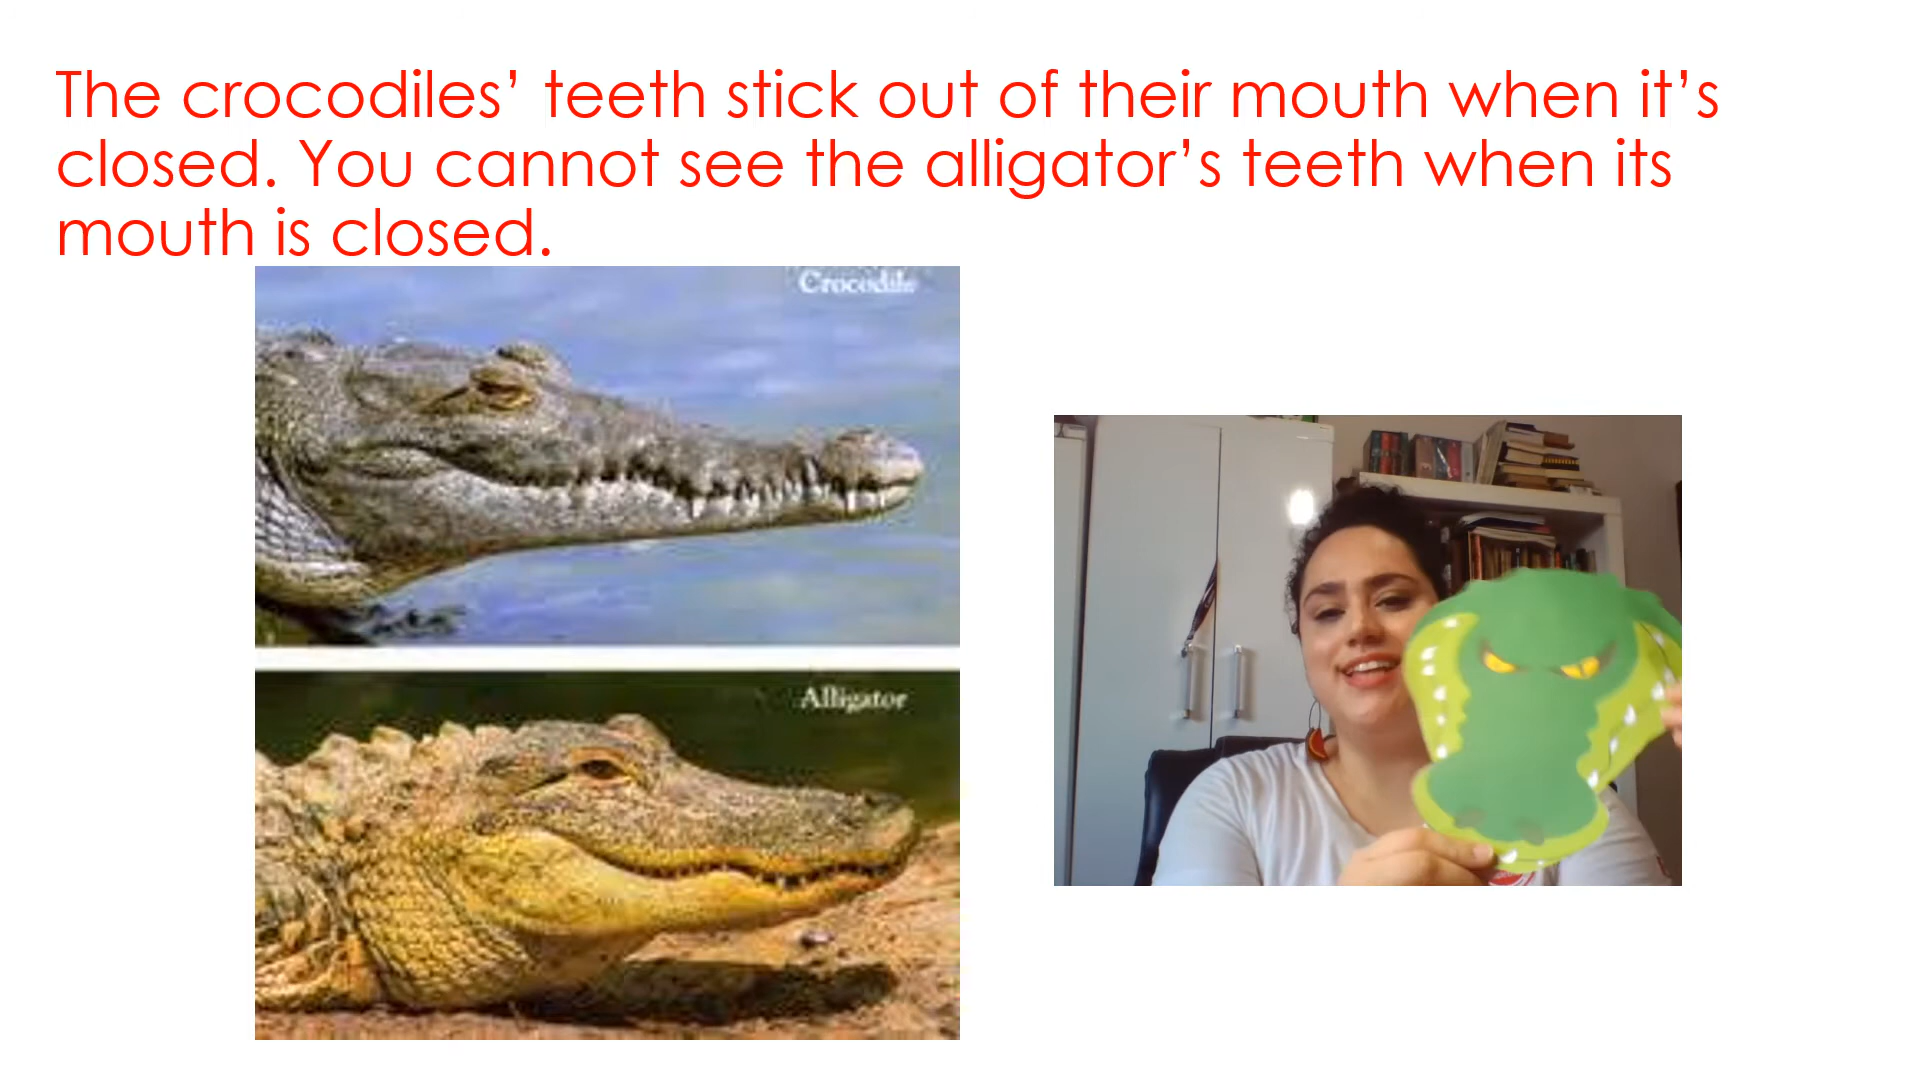 The crocodiles’ teeth stick out of their mouth when it’s
closed. You cannot see the alligator’s teeth when its
mouth is closed.
Crocodile
Alligator